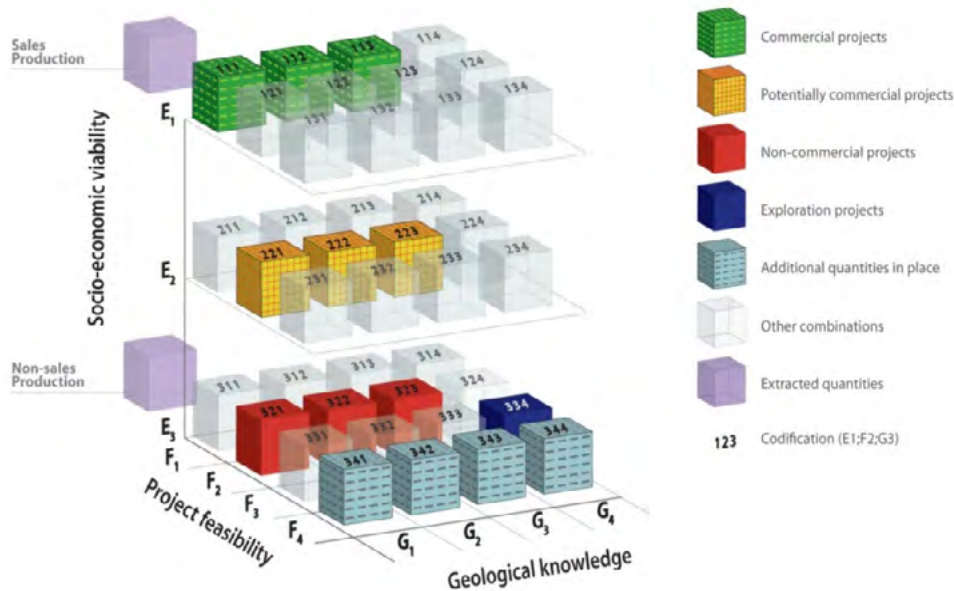 Sales
Production
Socio-economic viability
E1
111
112
113
114
121
122
123
124
131
132
133
134
E2
211
212
213
214
221
222
223
224
231
232
233
234
Non-sales
Production
E3
311
312
313
314
321
322
323
324
331
332
333
334
341
342
343
344
F1
F2
F3
F4
Project feasibility
G1
G2
G3
G4
Geological knowledge
Commercial projects
Potentially commercial projects
Non-commercial projects
Exploration projects
Additional quantities in place
Other combinations
Extracted quantities
123 Codification (E1;F2;G3)